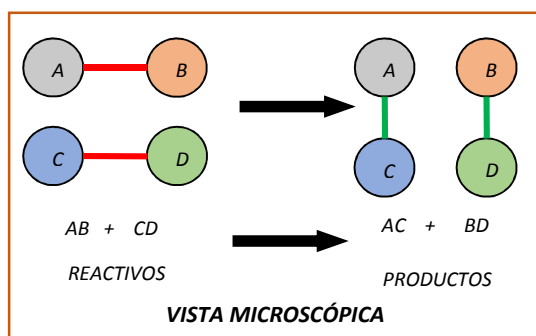 A B A B
C D C D
AB + CD AC + BD
REACTIVOS PRODUCTOS
VISTA MICROSCÓPICA